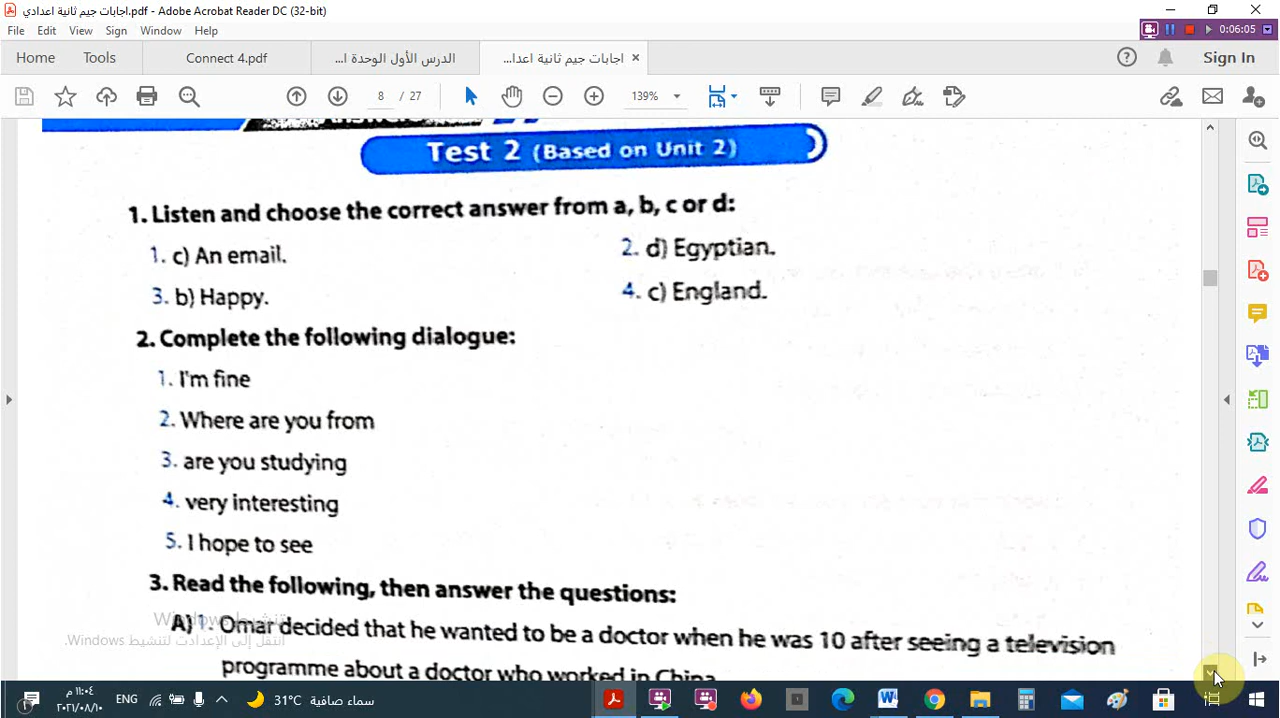 اجابات جيم ثانية اعدادي.pdf - Adobe Acrobat Reader DC (32-bit)
File Edit View Sign Window Help
0:06:05
Home Tools Connect 4.pdf الدرس الأول الوحدة ا... اجابات جيم ثانية اعدا... Sign In
8 / 27 139%
Test 2 (Based on Unit 2)
1. Listen and choose the correct answer from a, b, c or d:
1. c) An email. 2. d) Egyptian.
3. b) Happy. 4. c) England.
2. Complete the following dialogue:
1. I'm fine
2. Where are you from
3. are you studying
4. very interesting
5. I hope to see
3. Read the following, then answer the questions:
A) 1. Omar decided that he wanted to be a doctor when he was 10 after seeing a television
programme about a doctor who worked in China.
تنشيط Windows
انتقل إلى الإعدادات لتنشيط Windows.
١١:٠٤ م ENG 31°C سماء صافية